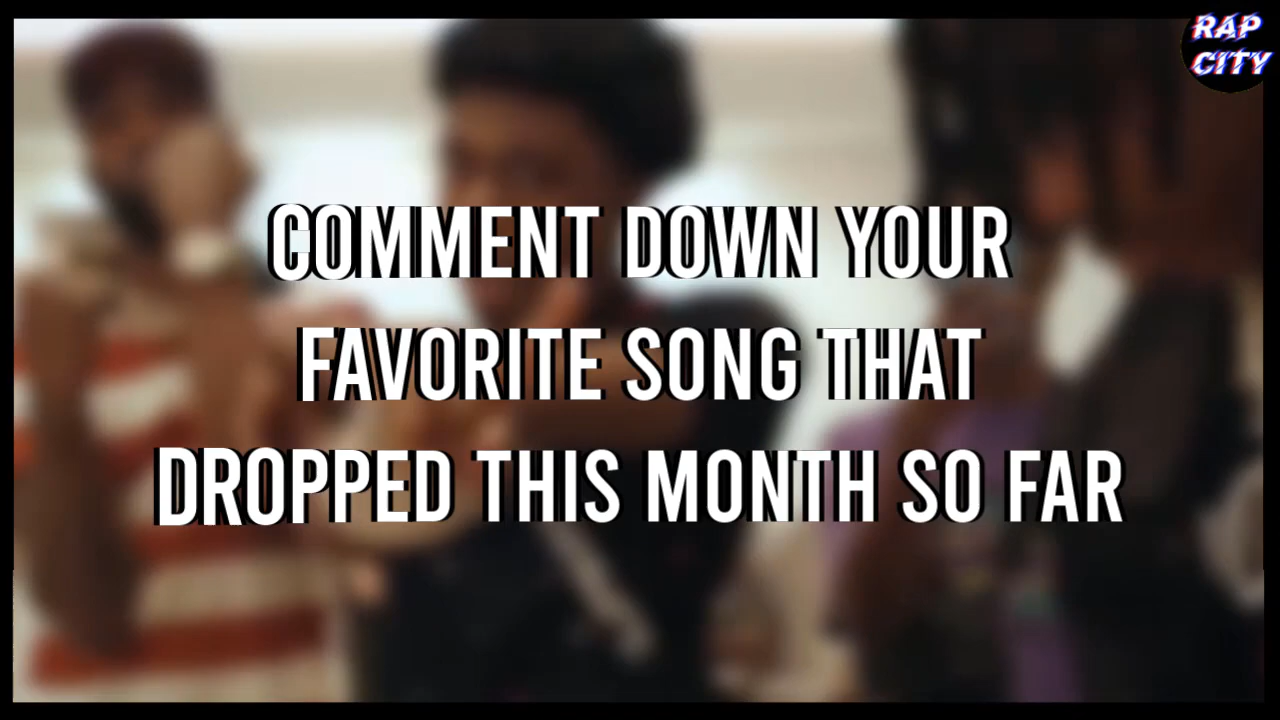 RAP
CITY
COMMENT DOWN YOUR
FAVORITE SONG THAT
DROPPED THIS MONTH SO FAR